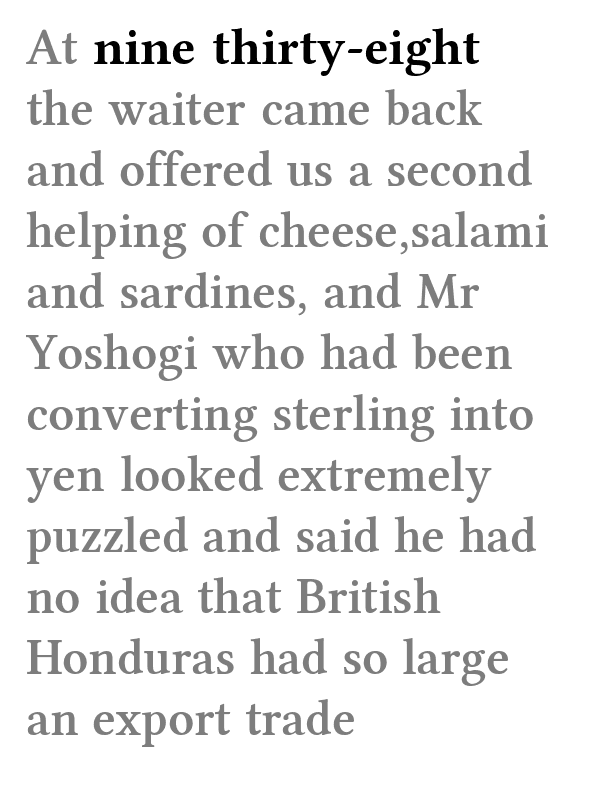 At nine thirty-eight
the waiter came back
and offered us a second
helping of cheese,salami
and sardines, and Mr
Yoshogi who had been
converting sterling into
yen looked extremely
puzzled and said he had
no idea that British
Honduras had so large
an export trade